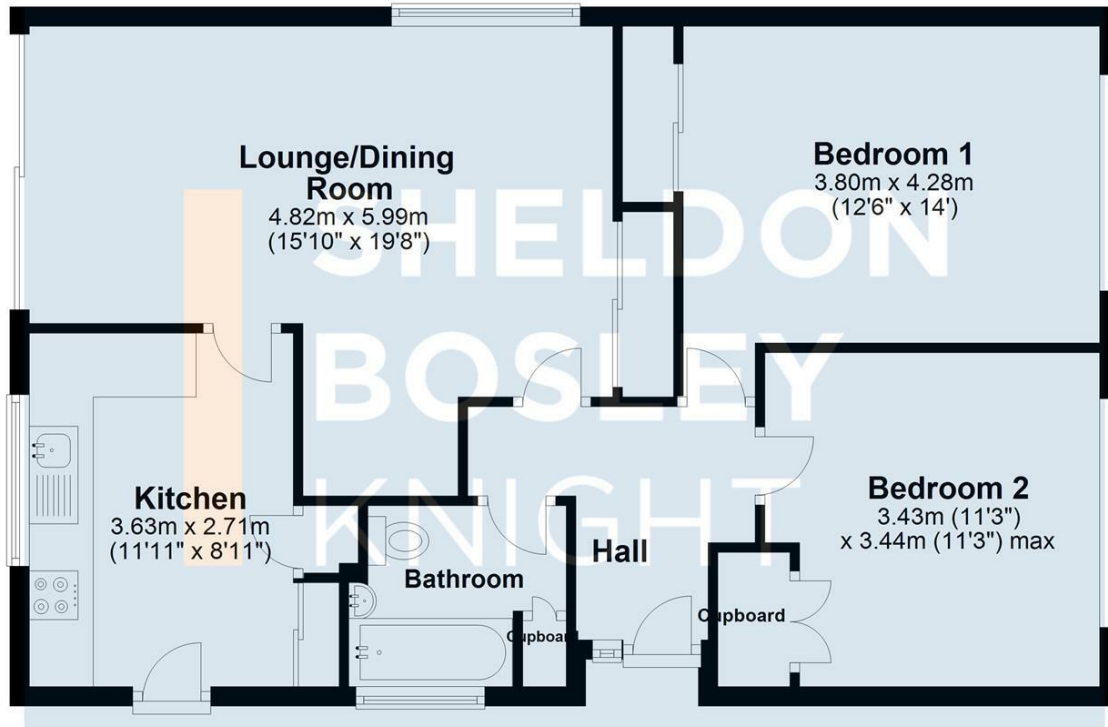 Lounge/Dining
Room
4.82m x 5.99m
(15'10" x 19'8")
Bedroom 1
3.80m x 4.28m
(12'6" x 14')
SHELDON
BOSLEY
KNIGHT
Kitchen
3.63m x 2.71m
(11'11" x 8'11")
Bedroom 2
3.43m (11'3")
x 3.44m (11'3") max
Hall
Bathroom
Cupboard
Cupboard